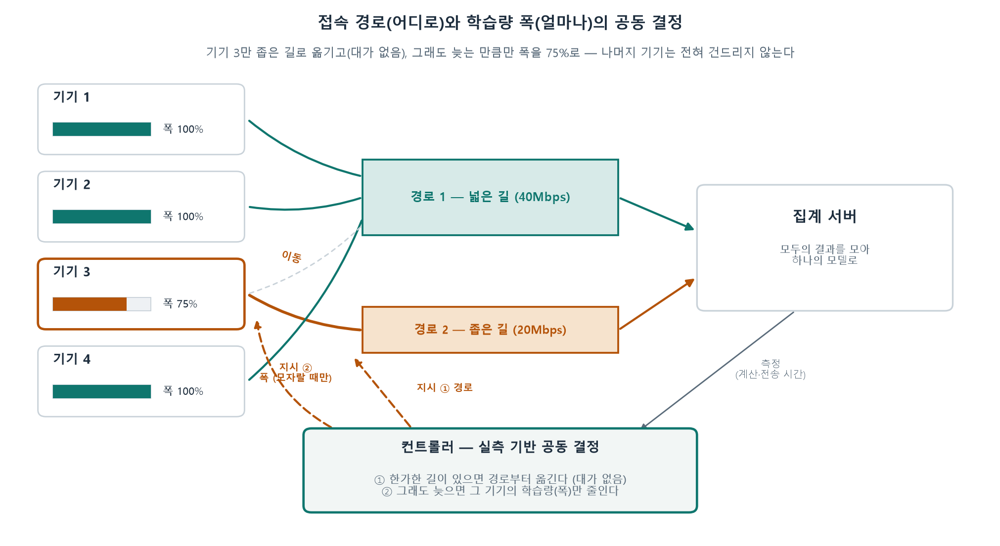 접속 경로(어디로)와 학습량 폭(얼마나)의 공동 결정
기기 3만 좁은 길로 옮기고(대가 없음), 그래도 늦는 만큼만 폭을 75%로 — 나머지 기기는 전혀 건드리지 않는다
기기 1
폭 100%
기기 2
폭 100%
기기 3
폭 75%
기기 4
폭 100%
이동
경로 1 — 넓은 길 (40Mbps)
경로 2 — 좁은 길 (20Mbps)
집계 서버
모두의 결과를 모아
하나의 모델로
지시 ②
폭 (모자랄 때만)
지시 ① 경로
측정
(계산·전송 시간)
컨트롤러 — 실측 기반 공동 결정
① 한가한 길이 있으면 경로부터 옮긴다 (대가 없음)
② 그래도 늦으면 그 기기의 학습량(폭)만 줄인다